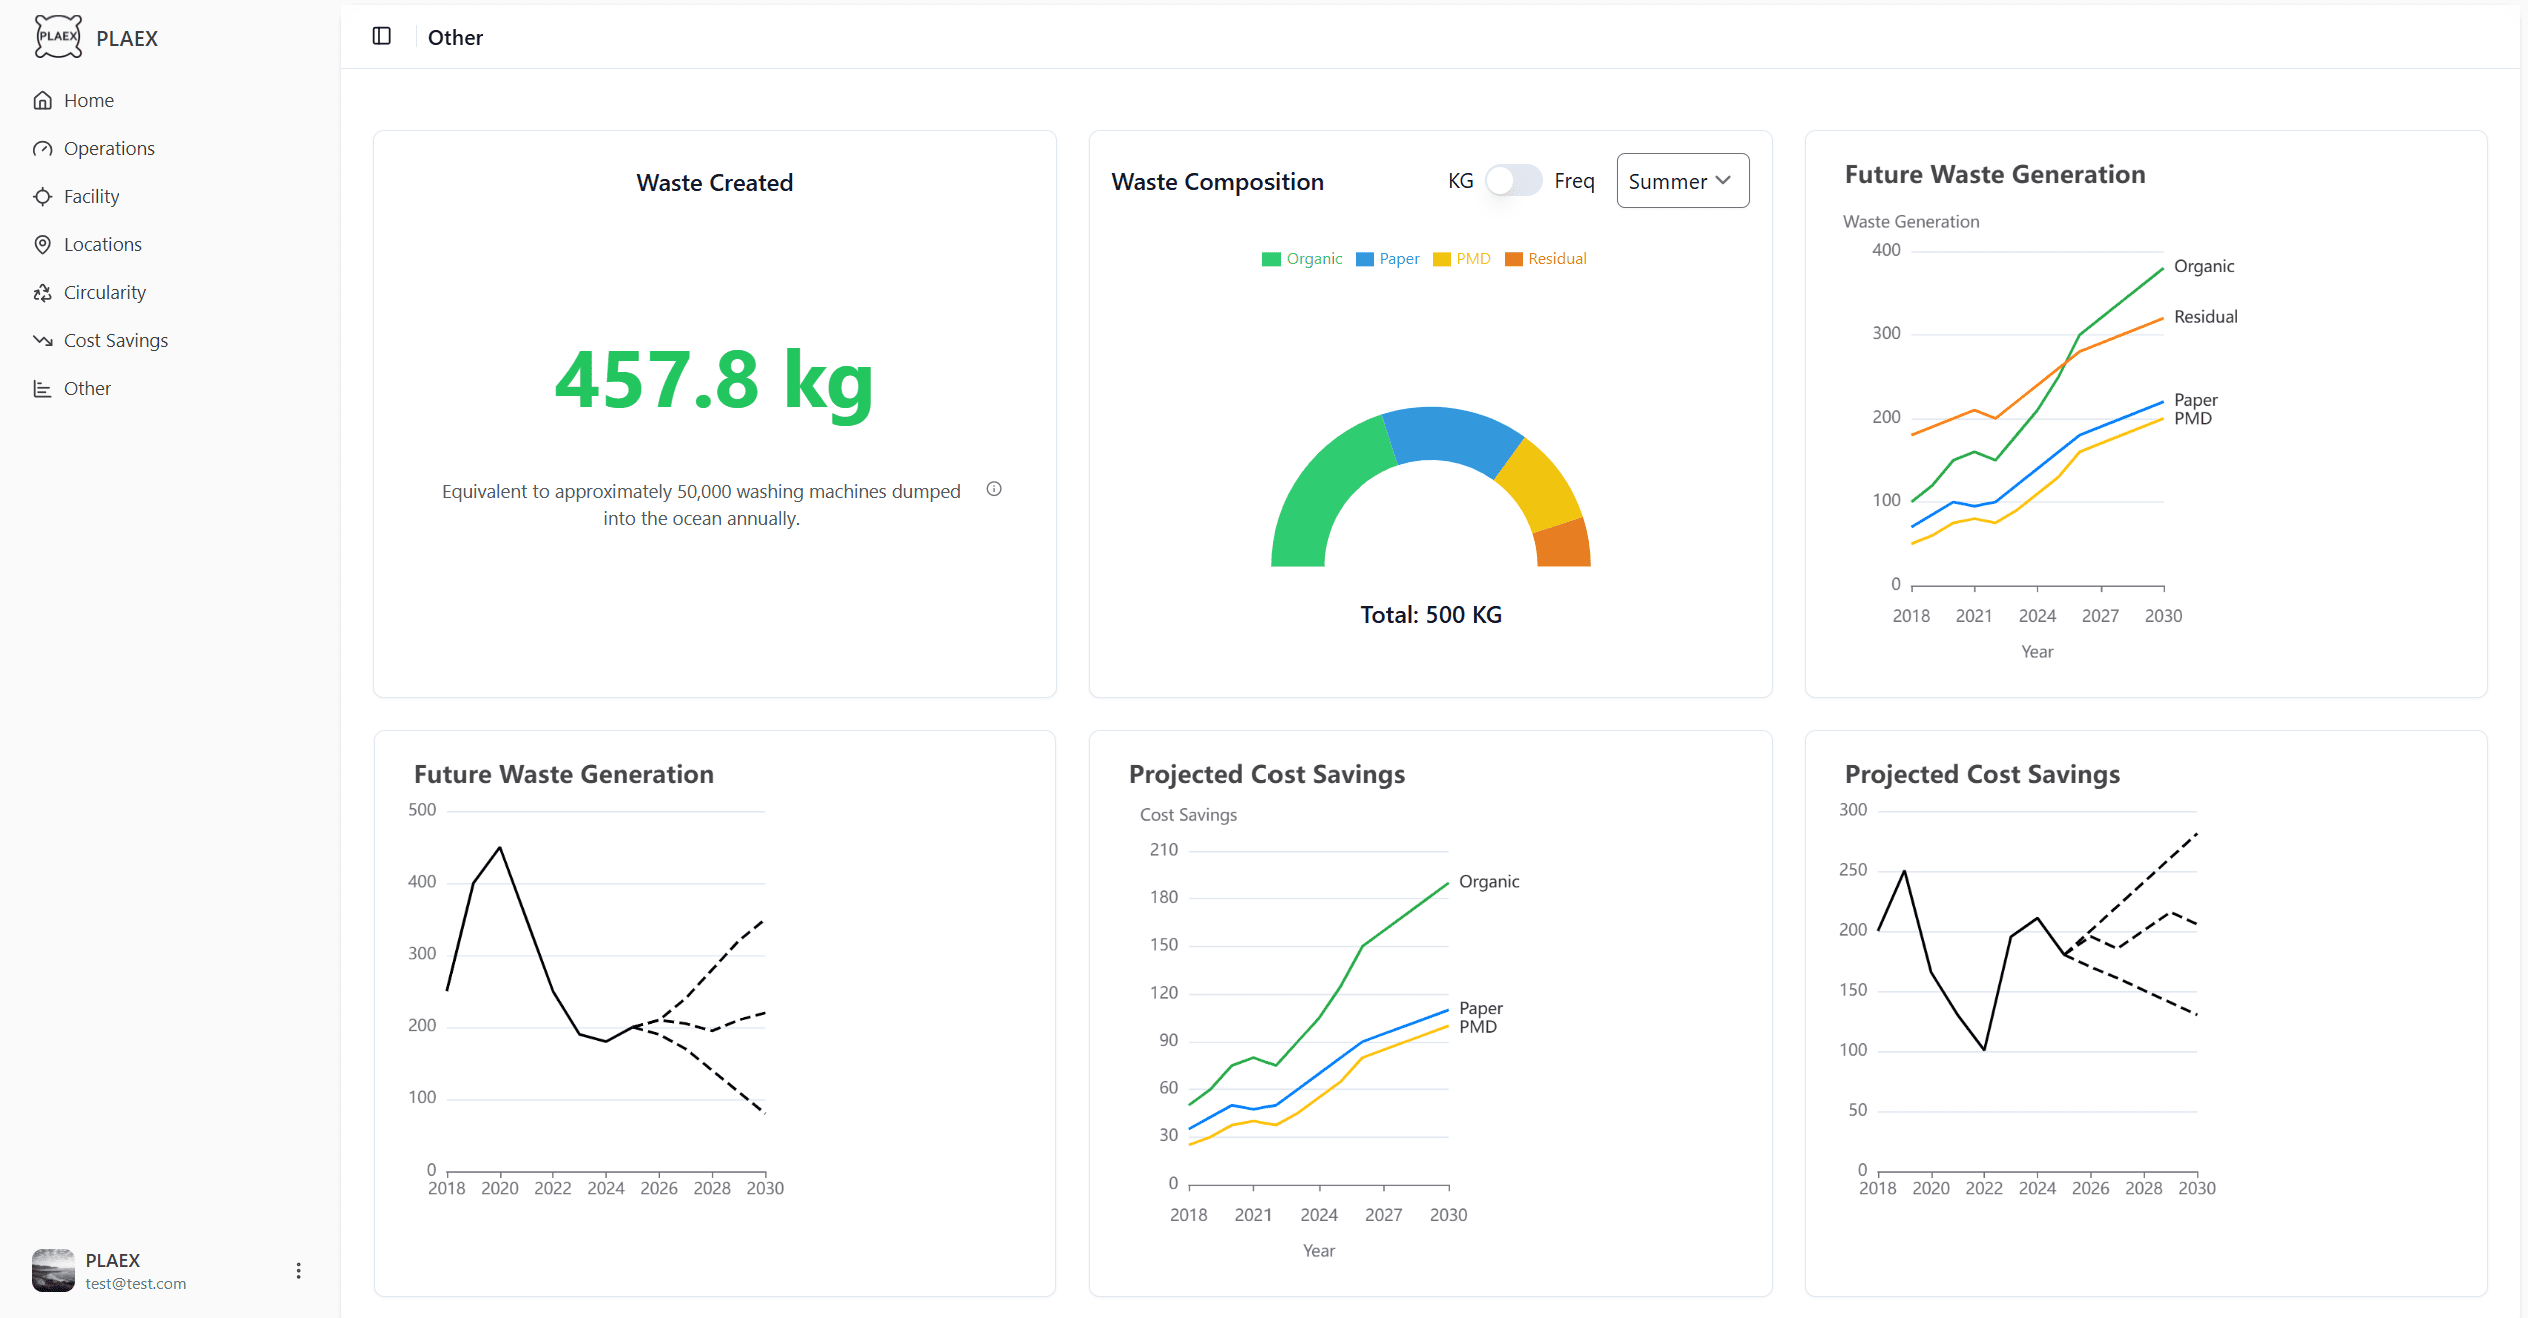 PLAEX
PLAEX
Home
Operations
Facility
Locations
Circularity
Cost Savings
Other
PLAEX
test@test.com
Other
Waste Created
457.8 kg
Equivalent to approximately 50,000 washing machines dumped
into the ocean annually.
Waste Composition
KG Freq
Summer
Organic Paper PMD Residual
Total: 500 KG
Future Waste Generation
Waste Generation
400
300
200
100
0
Organic
Residual
Paper
PMD
2018 2021 2024 2027 2030
Year
Future Waste Generation
500
400
300
200
100
0
2018 2020 2022 2024 2026 2028 2030
Projected Cost Savings
Cost Savings
210
180
150
120
90
60
30
0
Organic
Paper
PMD
2018 2021 2024 2027 2030
Year
Projected Cost Savings
300
250
200
150
100
50
0
2018 2020 2022 2024 2026 2028 2030